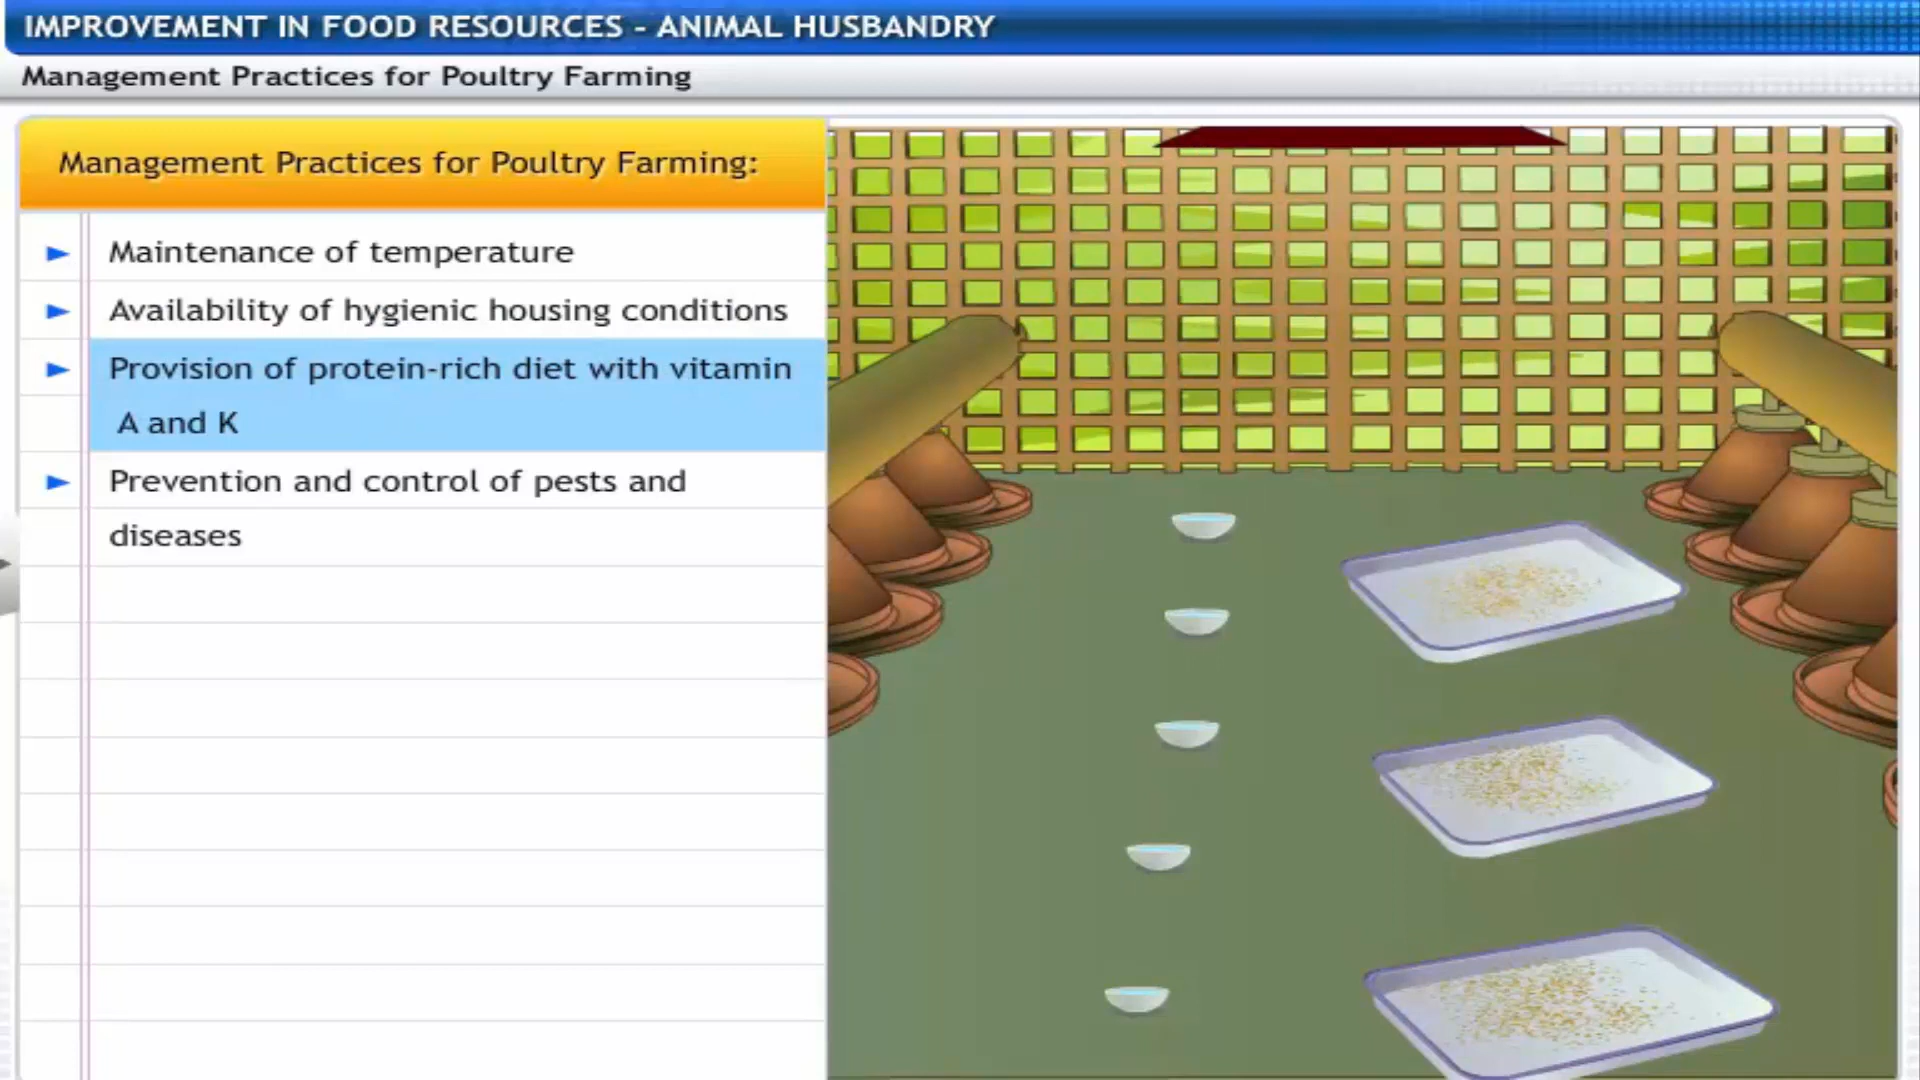 IMPROVEMENT IN FOOD RESOURCES - ANIMAL HUSBANDRY
Management Practices for Poultry Farming
Management Practices for Poultry Farming:
Maintenance of temperature
Availability of hygienic housing conditions
Provision of protein-rich diet with vitamin
A and K
Prevention and control of pests and
diseases